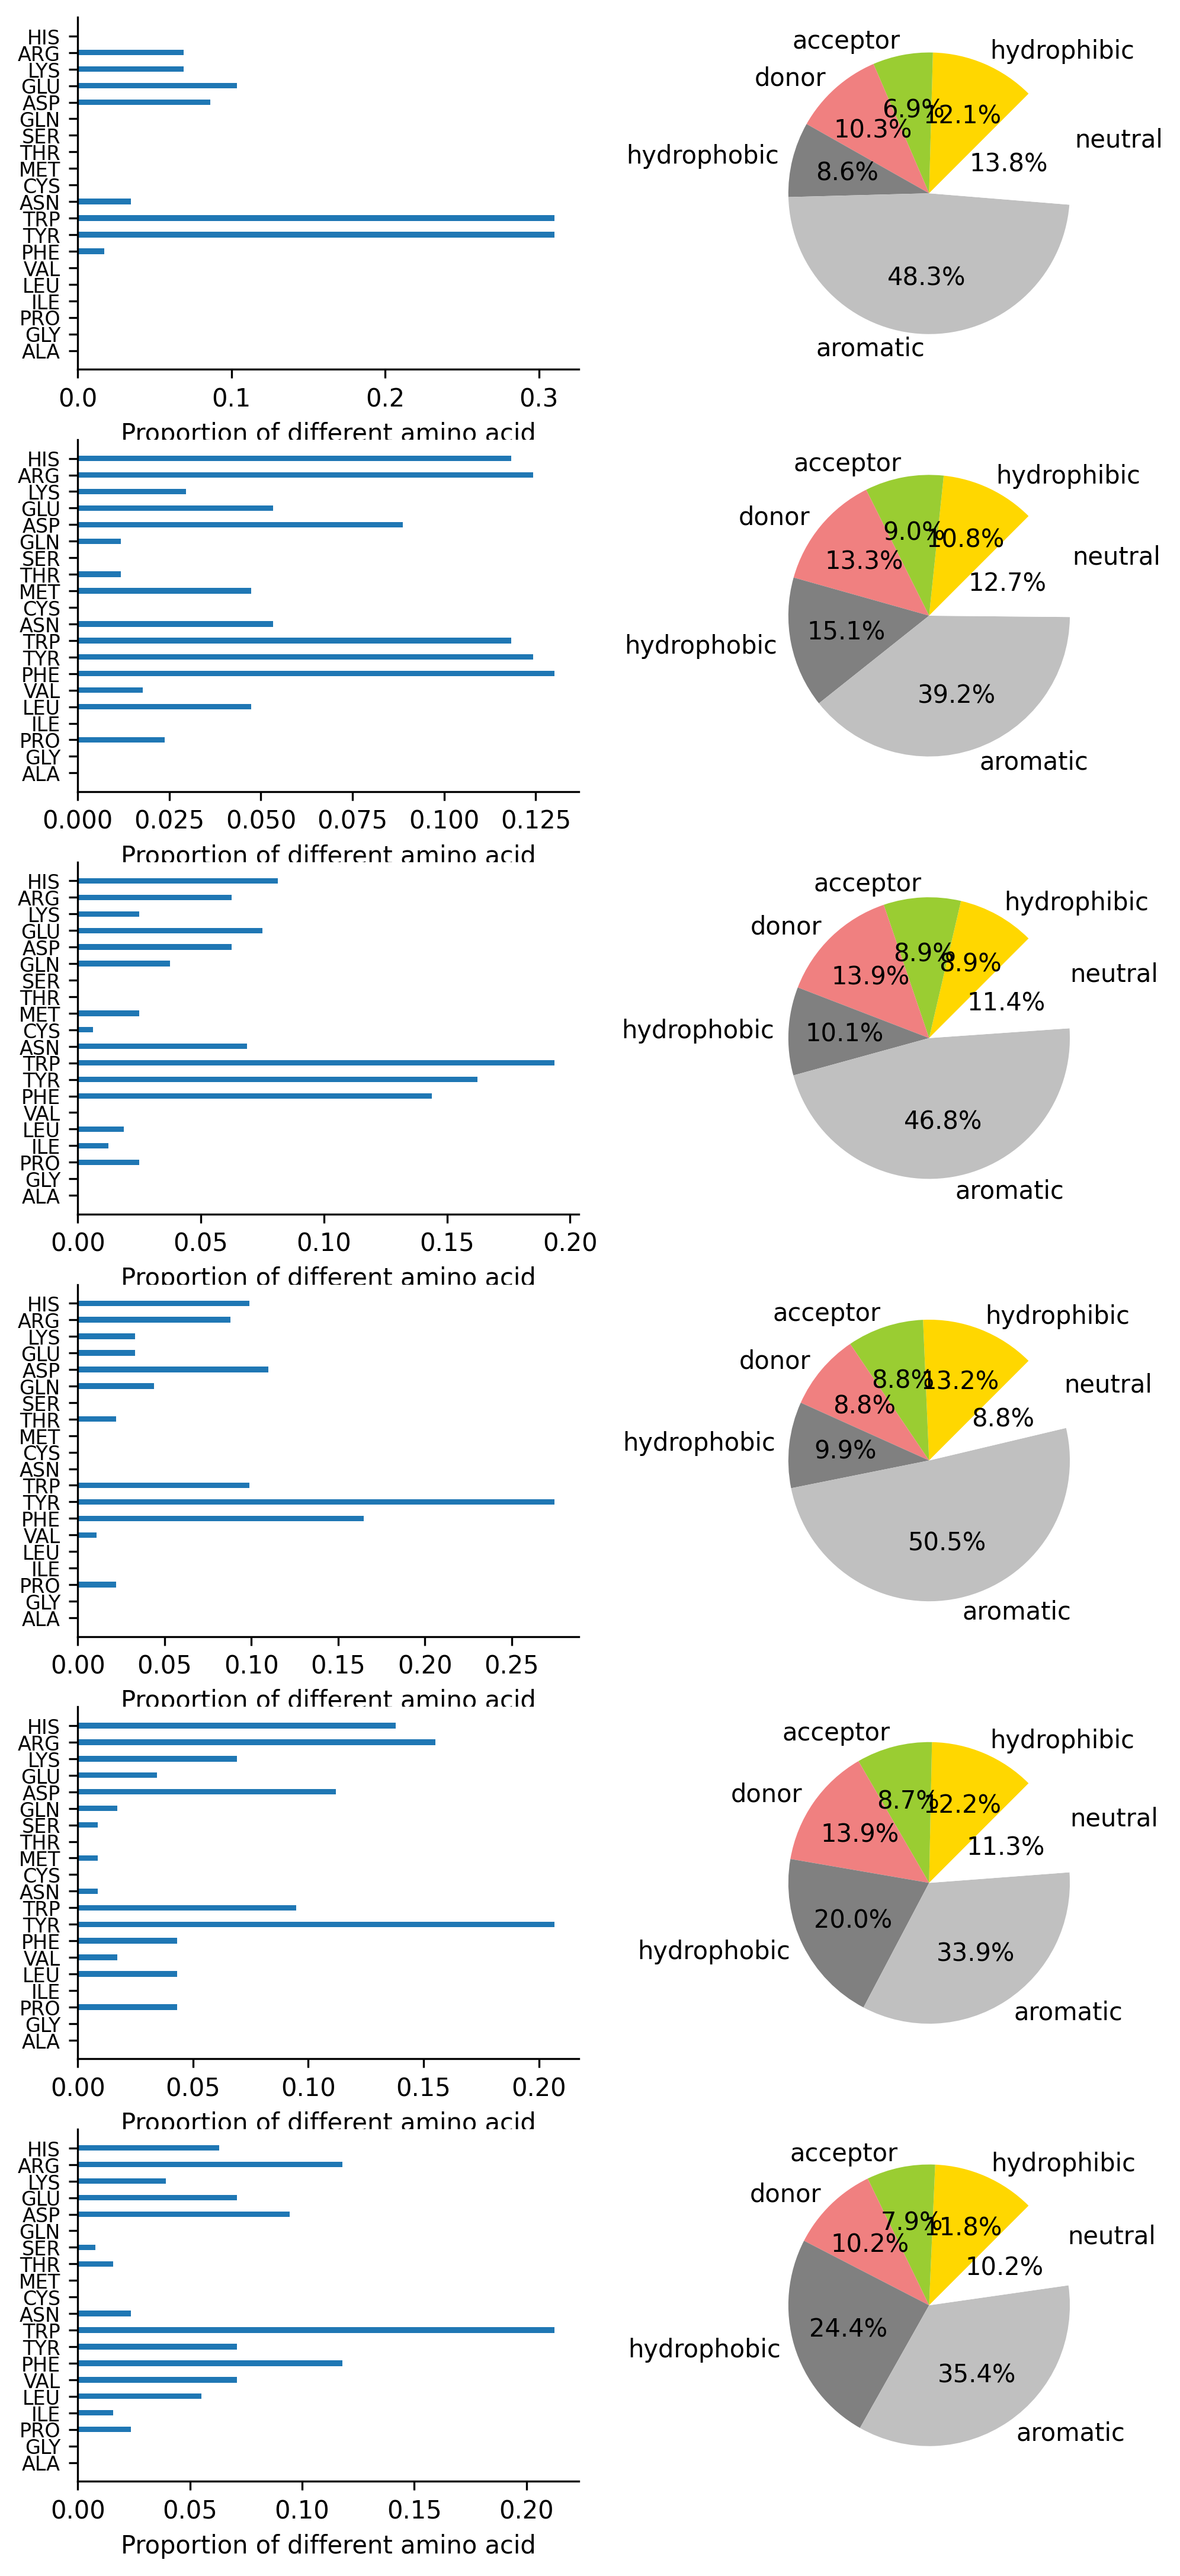 HIS
ARG
LYS
GLU
ASP
GLN
SER
THR
MET
CYS
ASN
TRP
TYR
PHE
VAL
LEU
ILE
PRO
GLY
ALA
0.0 0.1 0.2 0.3
Proportion of different amino acid
acceptor
hydrophibic
donor
neutral
hydrophobic
aromatic
6.9%
12.1%
10.3%
13.8%
8.6%
48.3%
HIS
ARG
LYS
GLU
ASP
GLN
SER
THR
MET
CYS
ASN
TRP
TYR
PHE
VAL
LEU
ILE
PRO
GLY
ALA
0.000 0.025 0.050 0.075 0.100 0.125
Proportion of different amino acid
acceptor
hydrophibic
donor
neutral
hydrophobic
aromatic
9.0%
10.8%
13.3%
12.7%
15.1%
39.2%
HIS
ARG
LYS
GLU
ASP
GLN
SER
THR
MET
CYS
ASN
TRP
TYR
PHE
VAL
LEU
ILE
PRO
GLY
ALA
0.00 0.05 0.10 0.15 0.20
Proportion of different amino acid
acceptor
hydrophibic
donor
neutral
hydrophobic
aromatic
8.9%
8.9%
13.9%
11.4%
10.1%
46.8%
HIS
ARG
LYS
GLU
ASP
GLN
SER
THR
MET
CYS
ASN
TRP
TYR
PHE
VAL
LEU
ILE
PRO
GLY
ALA
0.00 0.05 0.10 0.15 0.20 0.25
Proportion of different amino acid
acceptor
hydrophibic
donor
neutral
hydrophobic
aromatic
8.8%
13.2%
8.8%
8.8%
9.9%
50.5%
HIS
ARG
LYS
GLU
ASP
GLN
SER
THR
MET
CYS
ASN
TRP
TYR
PHE
VAL
LEU
ILE
PRO
GLY
ALA
0.00 0.05 0.10 0.15 0.20
Proportion of different amino acid
acceptor
hydrophibic
donor
neutral
hydrophobic
aromatic
8.7%
12.2%
13.9%
11.3%
20.0%
33.9%
HIS
ARG
LYS
GLU
ASP
GLN
SER
THR
MET
CYS
ASN
TRP
TYR
PHE
VAL
LEU
ILE
PRO
GLY
ALA
0.00 0.05 0.10 0.15 0.20
Proportion of different amino acid
acceptor
hydrophibic
donor
neutral
hydrophobic
aromatic
7.9%
11.8%
10.2%
10.2%
24.4%
35.4%